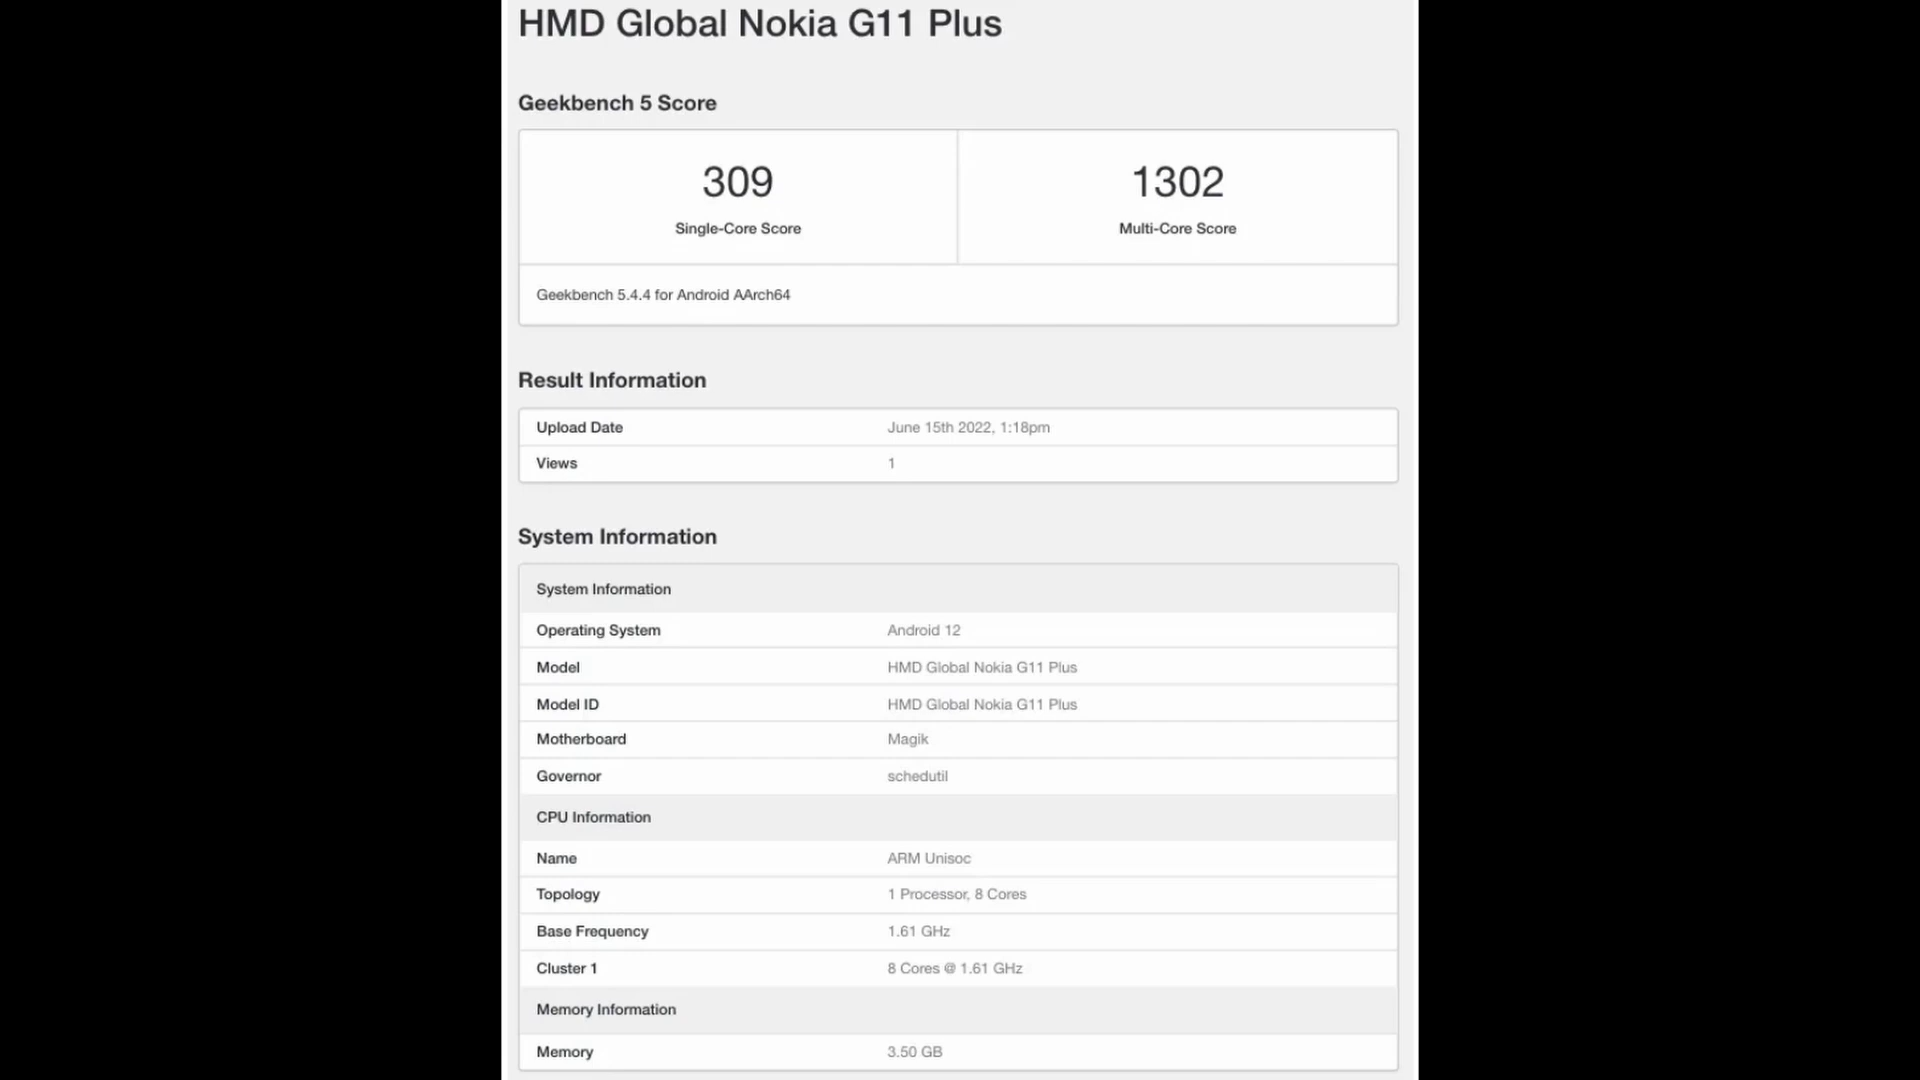 HMD Global Nokia G11 Plus
Geekbench 5 Score
309 1302
Single-Core Score Multi-Core Score
Geekbench 5.4.4 for Android AArch64
Result Information
Upload Date June 15th 2022, 1:18pm
Views 1
System Information
System Information
Operating System Android 12
Model HMD Global Nokia G11 Plus
Model ID HMD Global Nokia G11 Plus
Motherboard Magik
Governor schedutil
CPU Information
Name ARM Unisoc
Topology 1 Processor, 8 Cores
Base Frequency 1.61 GHz
Cluster 1 8 Cores @ 1.61 GHz
Memory Information
Memory 3.50 GB